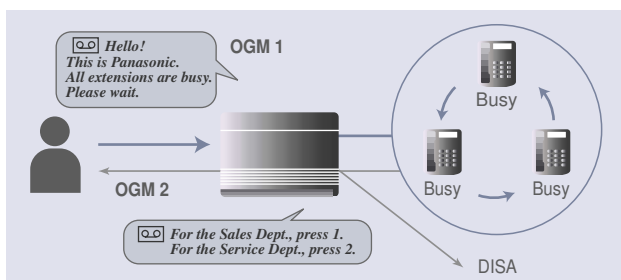 Hello!
This is Panasonic.
All extensions are busy.
Please wait.
OGM 1
Busy
Busy
Busy
OGM 2
For the Sales Dept., press 1.
For the Service Dept., press 2.
DISA